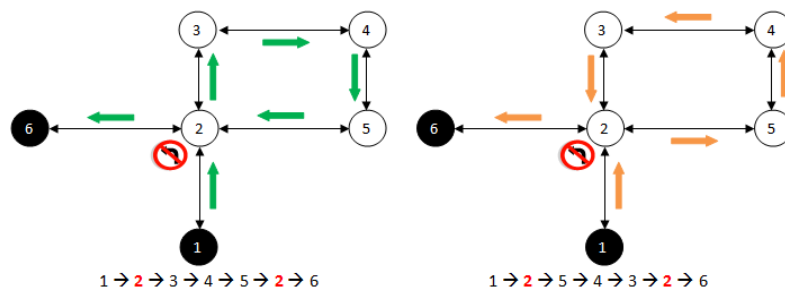 3 4 3 4
6 2 5 6 2 5
1 1
1 → 2 → 3 → 4 → 5 → 2 → 6 1 → 2 → 5 → 4 → 3 → 2 → 6